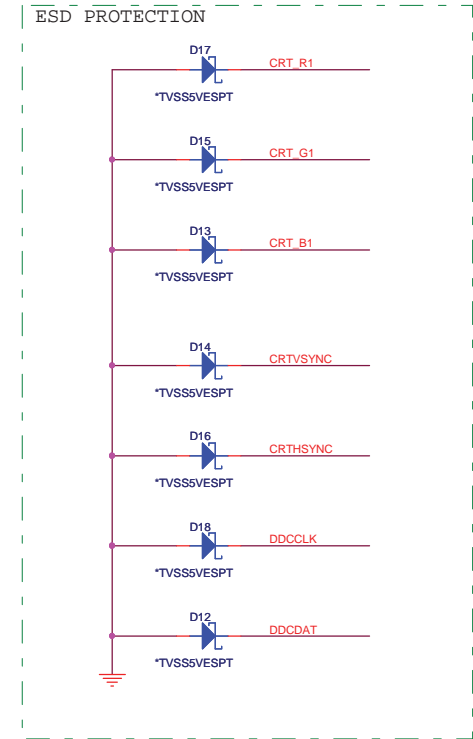 ESD PROTECTION
D17
CRT_R1
*TVSS5VESPT
D15
CRT_G1
*TVSS5VESPT
D13
CRT_B1
*TVSS5VESPT
D14
CRTVSYNC
*TVSS5VESPT
D16
CRTHSYNC
*TVSS5VESPT
D18
DDCCLK
*TVSS5VESPT
D12
DDCDAT
*TVSS5VESPT